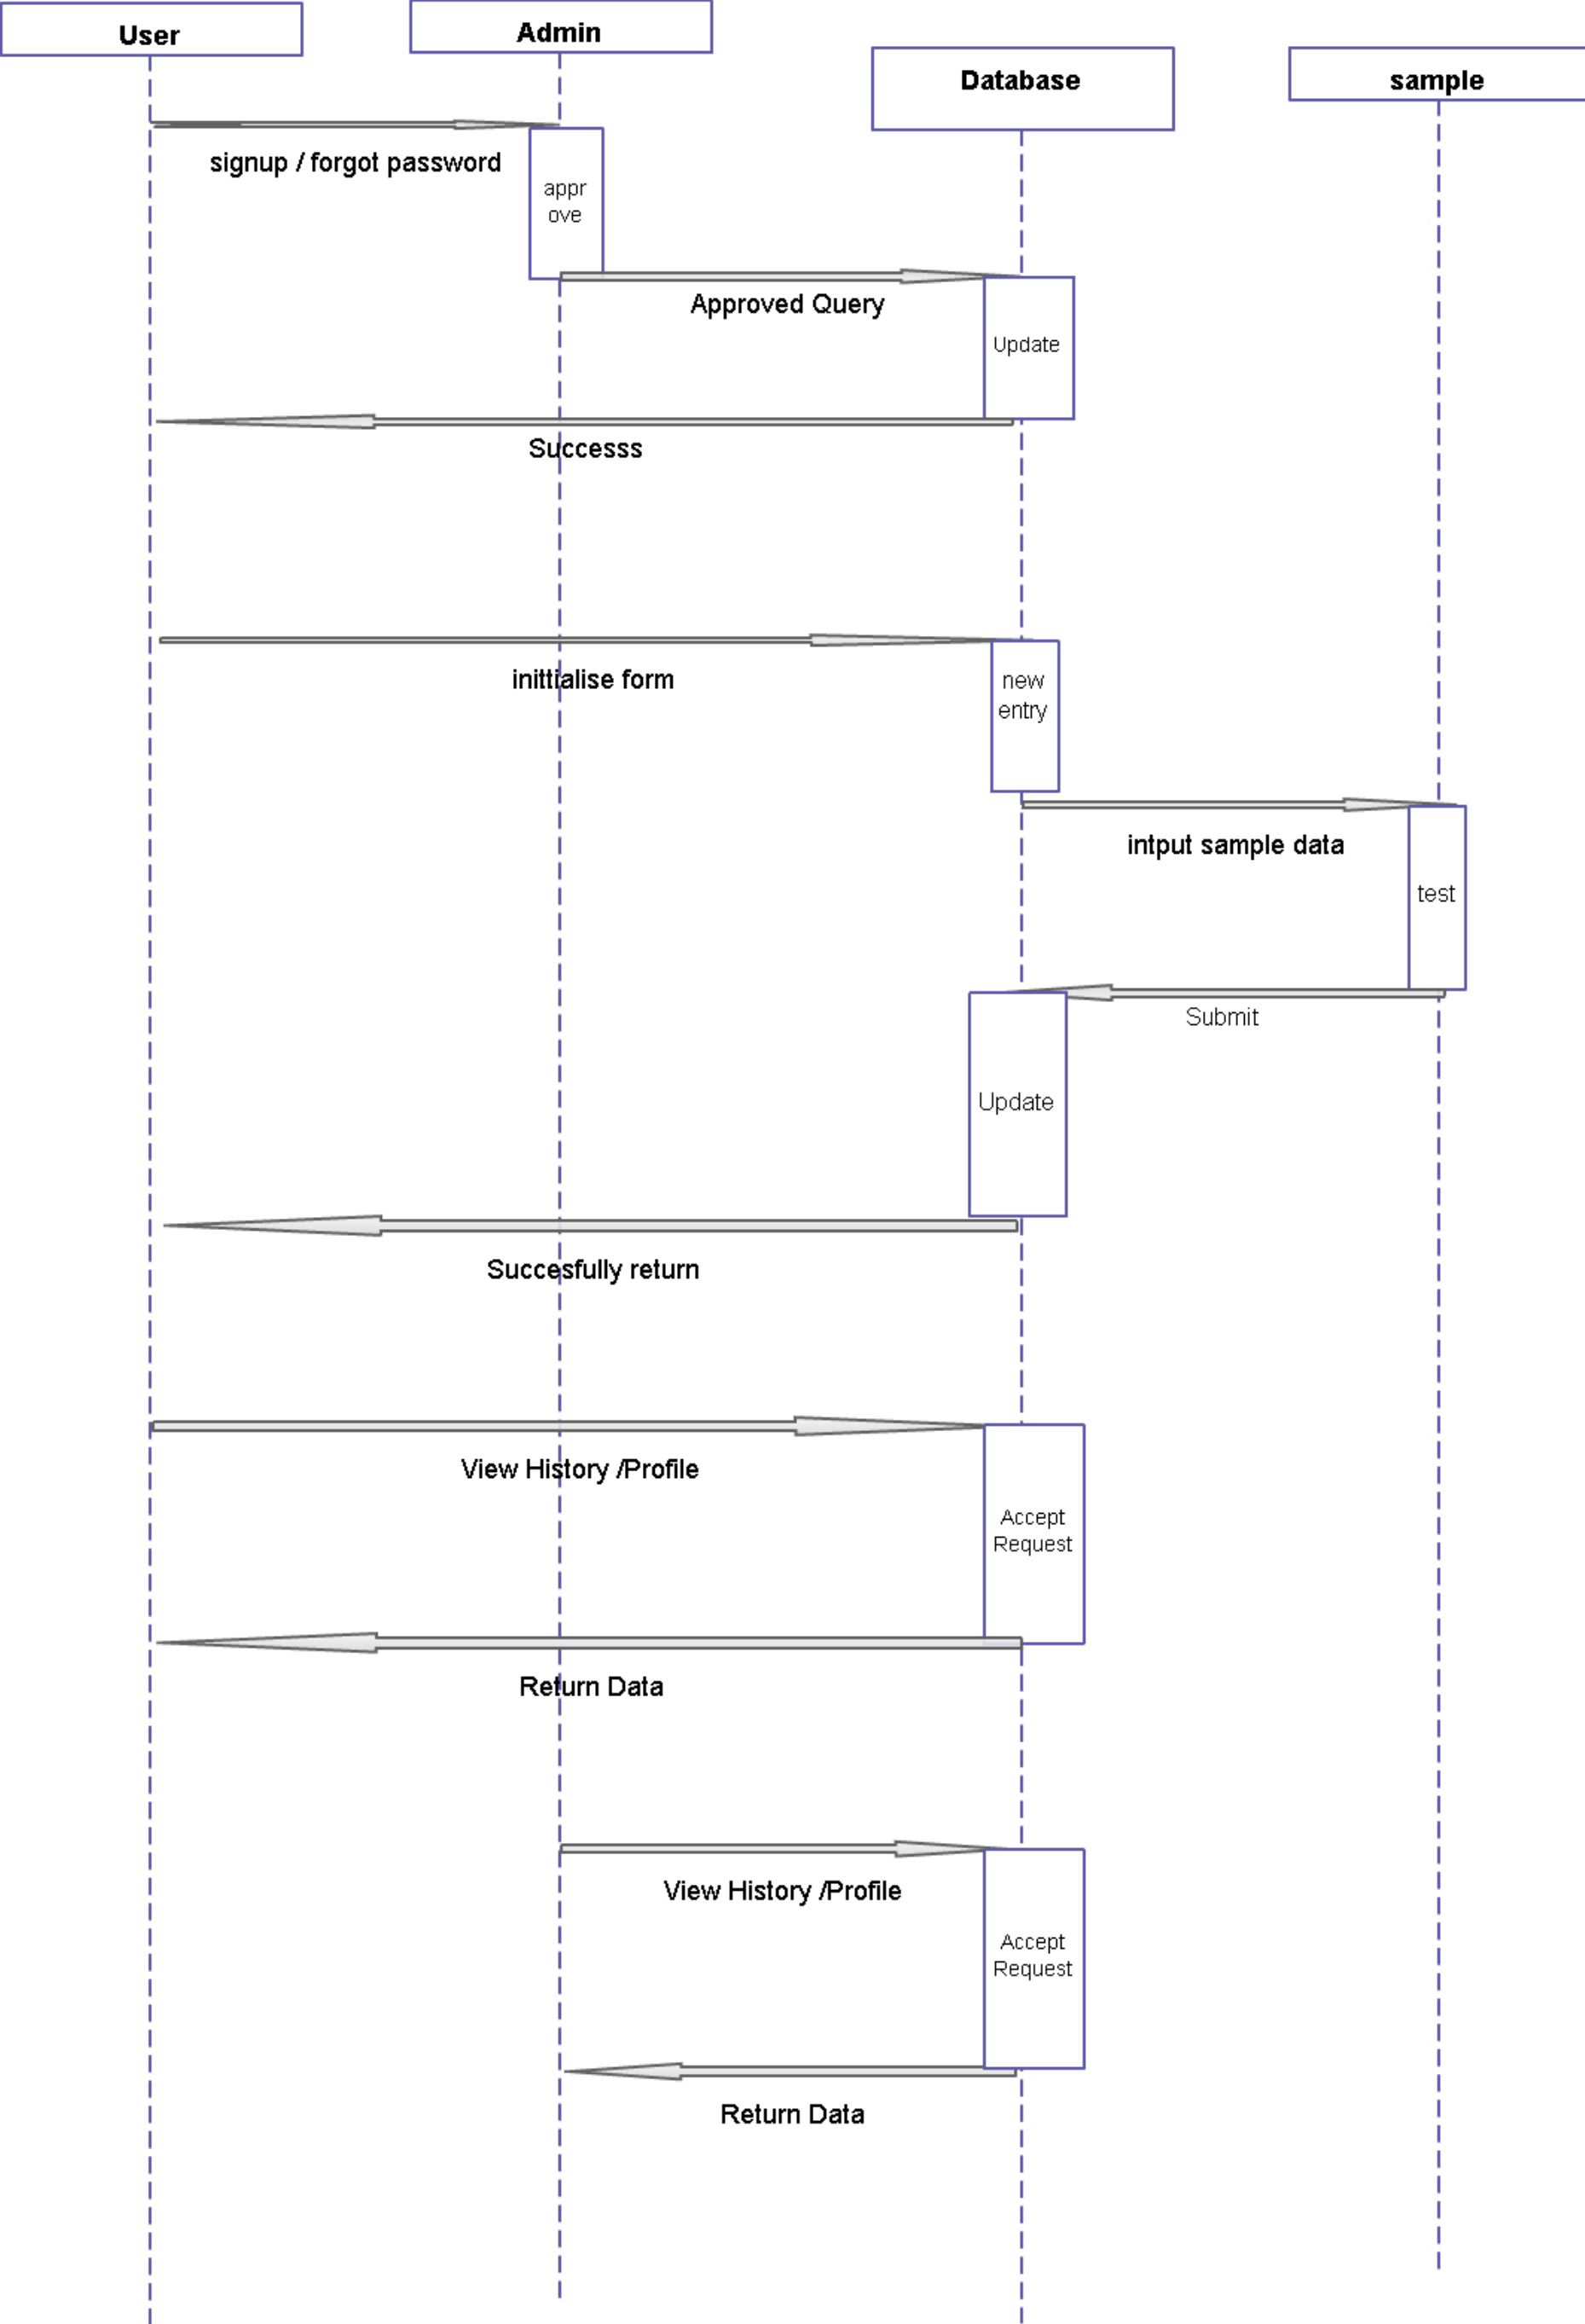 User
Admin
Database
sample
signup / forgot password
appr
ove
Approved Query
Update
Successs
inittialise form
new
entry
intput sample data
test
Submit
Update
Succesfully return
View History /Profile
Accept
Request
Return Data
View History /Profile
Accept
Request
Return Data